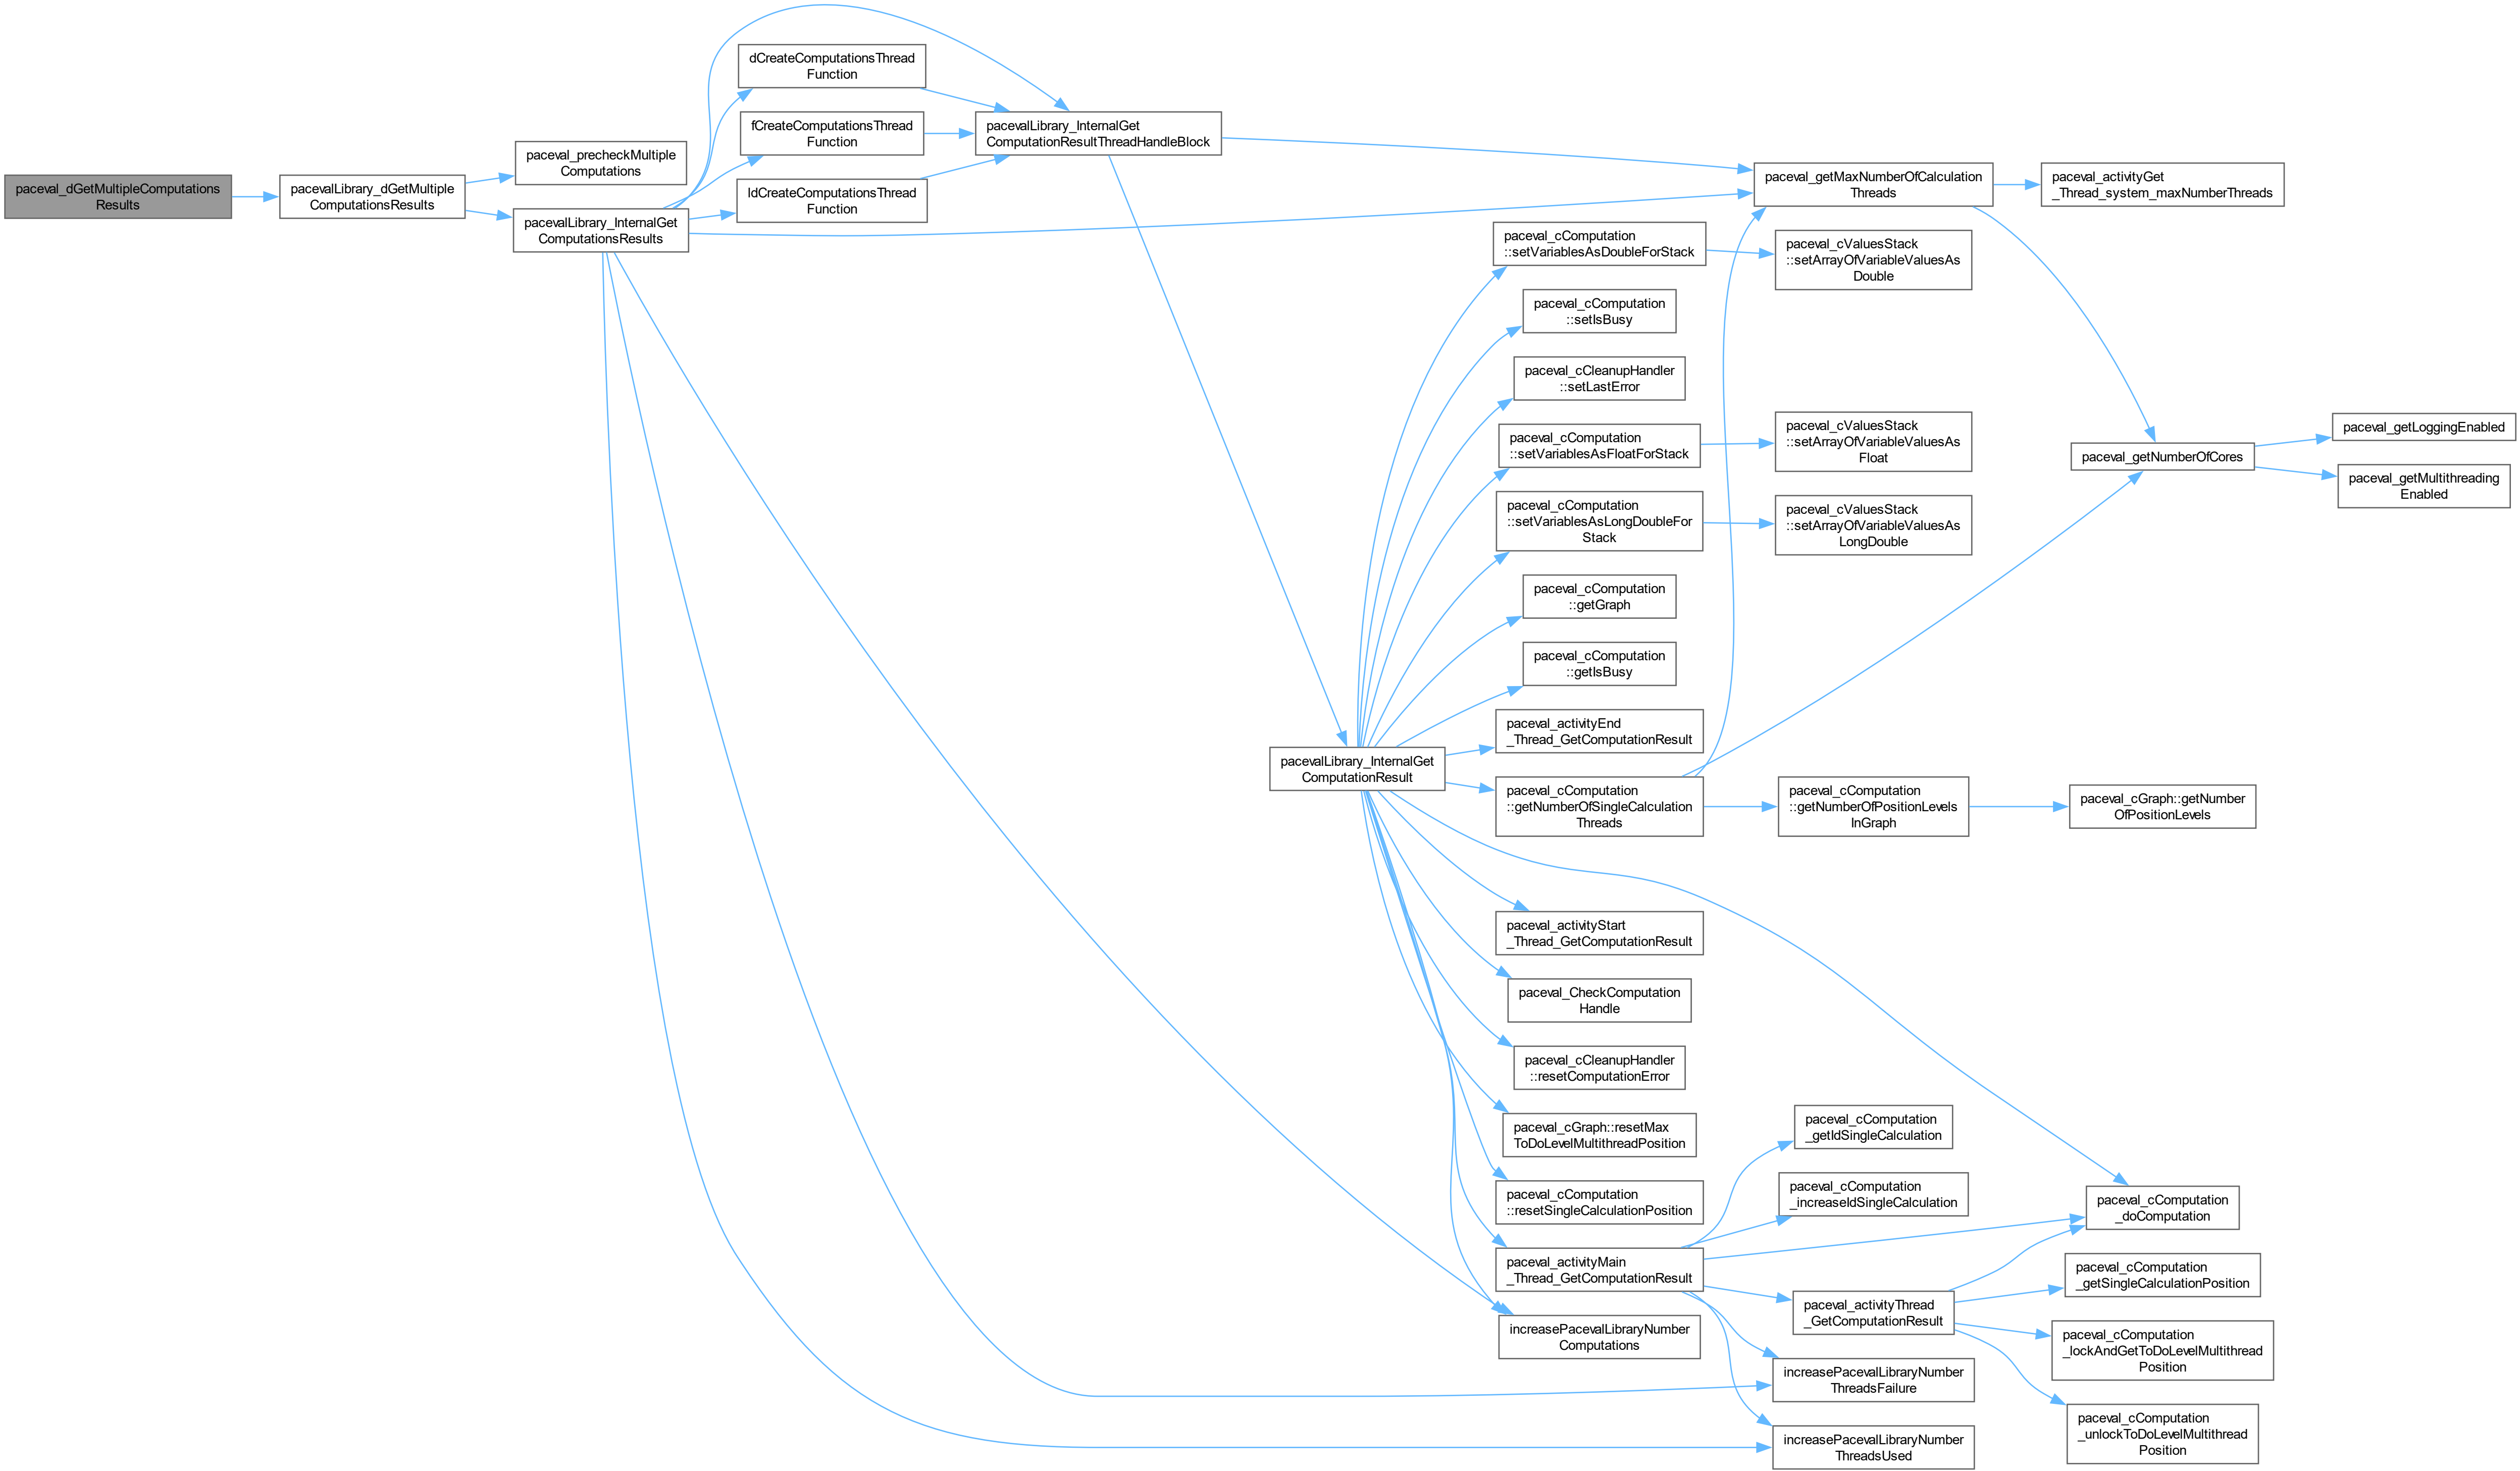 paceval_dGetMultipleComputations
Results
pacevalLibrary_dGetMultiple
ComputationsResults
paceval_precheckMultiple
Computations
pacevalLibrary_InternalGet
ComputationsResults
dCreateComputationsThread
Function
fCreateComputationsThread
Function
ldCreateComputationsThread
Function
pacevalLibrary_InternalGet
ComputationResultThreadHandleBlock
pacevalLibrary_InternalGet
ComputationResult
paceval_cComputation
::setVariablesAsDoubleForStack
paceval_cComputation
::setIsBusy
paceval_cCleanupHandler
::setLastError
paceval_cComputation
::setVariablesAsFloatForStack
paceval_cComputation
::setVariablesAsLongDoubleFor
Stack
paceval_cComputation
::getGraph
paceval_cComputation
::getIsBusy
paceval_activityEnd
_Thread_GetComputationResult
paceval_cComputation
::getNumberOfSingleCalculation
Threads
paceval_activityStart
_Thread_GetComputationResult
paceval_CheckComputation
Handle
paceval_cCleanupHandler
::resetComputationError
paceval_cGraph::resetMax
ToDoLevelMultithreadPosition
paceval_cComputation
::resetSingleCalculationPosition
paceval_activityMain
_Thread_GetComputationResult
increasePacevalLibraryNumber
Computations
paceval_getMaxNumberOfCalculation
Threads
paceval_cValuesStack
::setArrayOfVariableValuesAs
Double
paceval_cValuesStack
::setArrayOfVariableValuesAs
Float
paceval_cValuesStack
::setArrayOfVariableValuesAs
LongDouble
paceval_cComputation
::getNumberOfPositionLevels
InGraph
paceval_cComputation
_getIdSingleCalculation
paceval_cComputation
_increaseIdSingleCalculation
paceval_activityThread
_GetComputationResult
increasePacevalLibraryNumber
ThreadsFailure
increasePacevalLibraryNumber
ThreadsUsed
paceval_activityGet
_Thread_system_maxNumberThreads
paceval_getNumberOfCores
paceval_cGraph::getNumber
OfPositionLevels
paceval_cComputation
_doComputation
paceval_cComputation
_getSingleCalculationPosition
paceval_cComputation
_lockAndGetToDoLevelMultithread
Position
paceval_cComputation
_unlockToDoLevelMultithread
Position
paceval_getLoggingEnabled
paceval_getMultithreading
Enabled